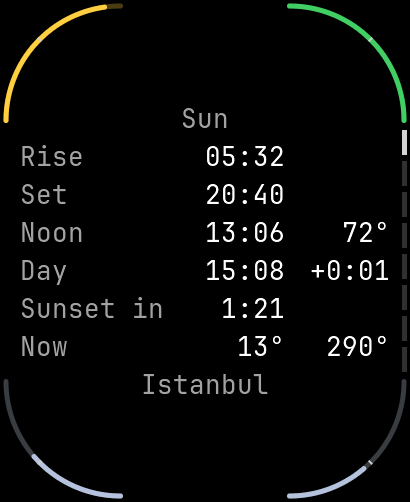 Sun
Rise 05:32
Set 20:40
Noon 13:06 72°
Day 15:08 +0:01
Sunset in 1:21
Now 13° 290°
Istanbul